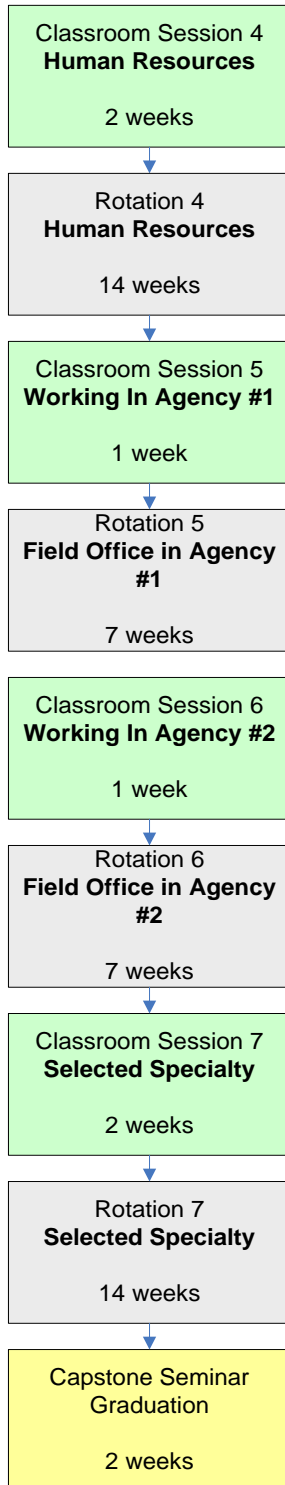 Classroom Session 4
Human Resources
2 weeks
Rotation 4
Human Resources
14 weeks
Classroom Session 5
Working In Agency #1
1 week
Rotation 5
Field Office in Agency
#1
7 weeks
Classroom Session 6
Working In Agency #2
1 week
Rotation 6
Field Office in Agency
#2
7 weeks
Classroom Session 7
Selected Specialty
2 weeks
Rotation 7
Selected Specialty
14 weeks
Capstone Seminar
Graduation
2 weeks